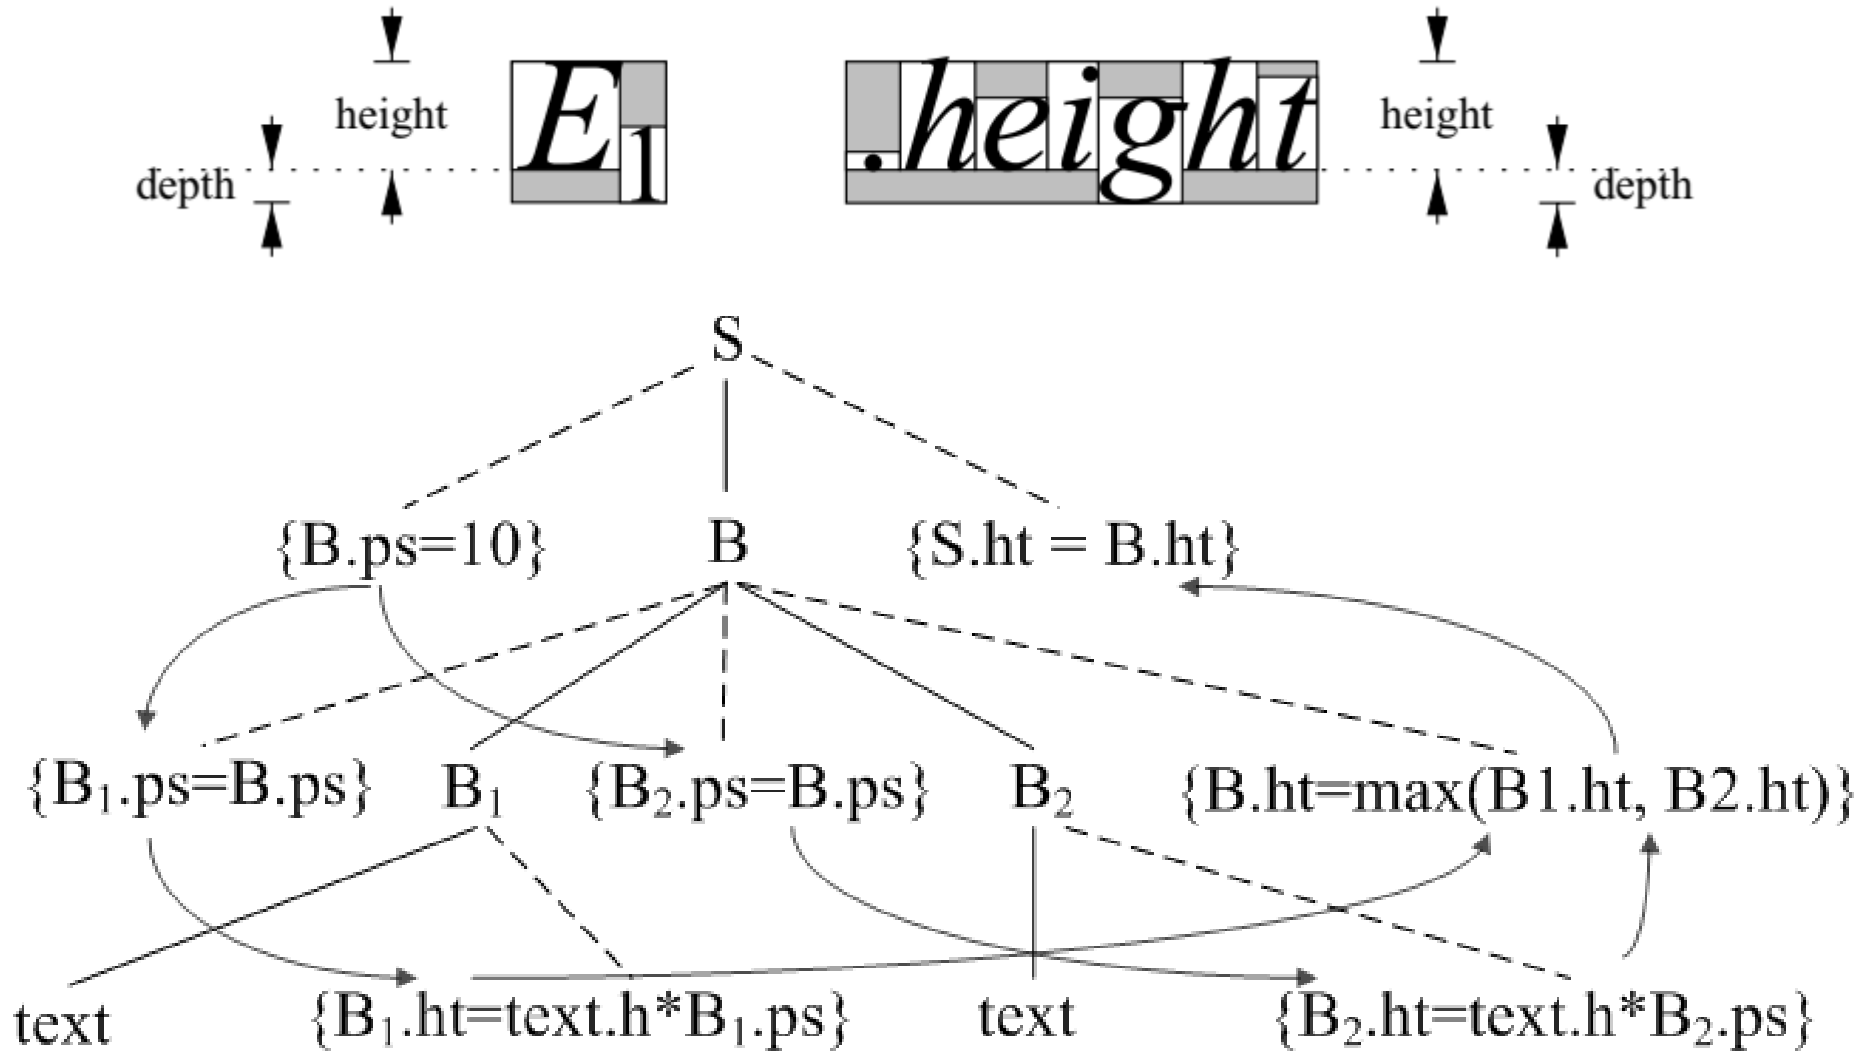 height E₁ .height height
depth depth
S
{B.ps=10} B {S.ht = B.ht}
{B₁.ps=B.ps} B₁ {B₂.ps=B.ps} B₂ {B.ht=max(B1.ht, B2.ht)}
text {B₁.ht=text.h*B₁.ps} text {B₂.ht=text.h*B₂.ps}